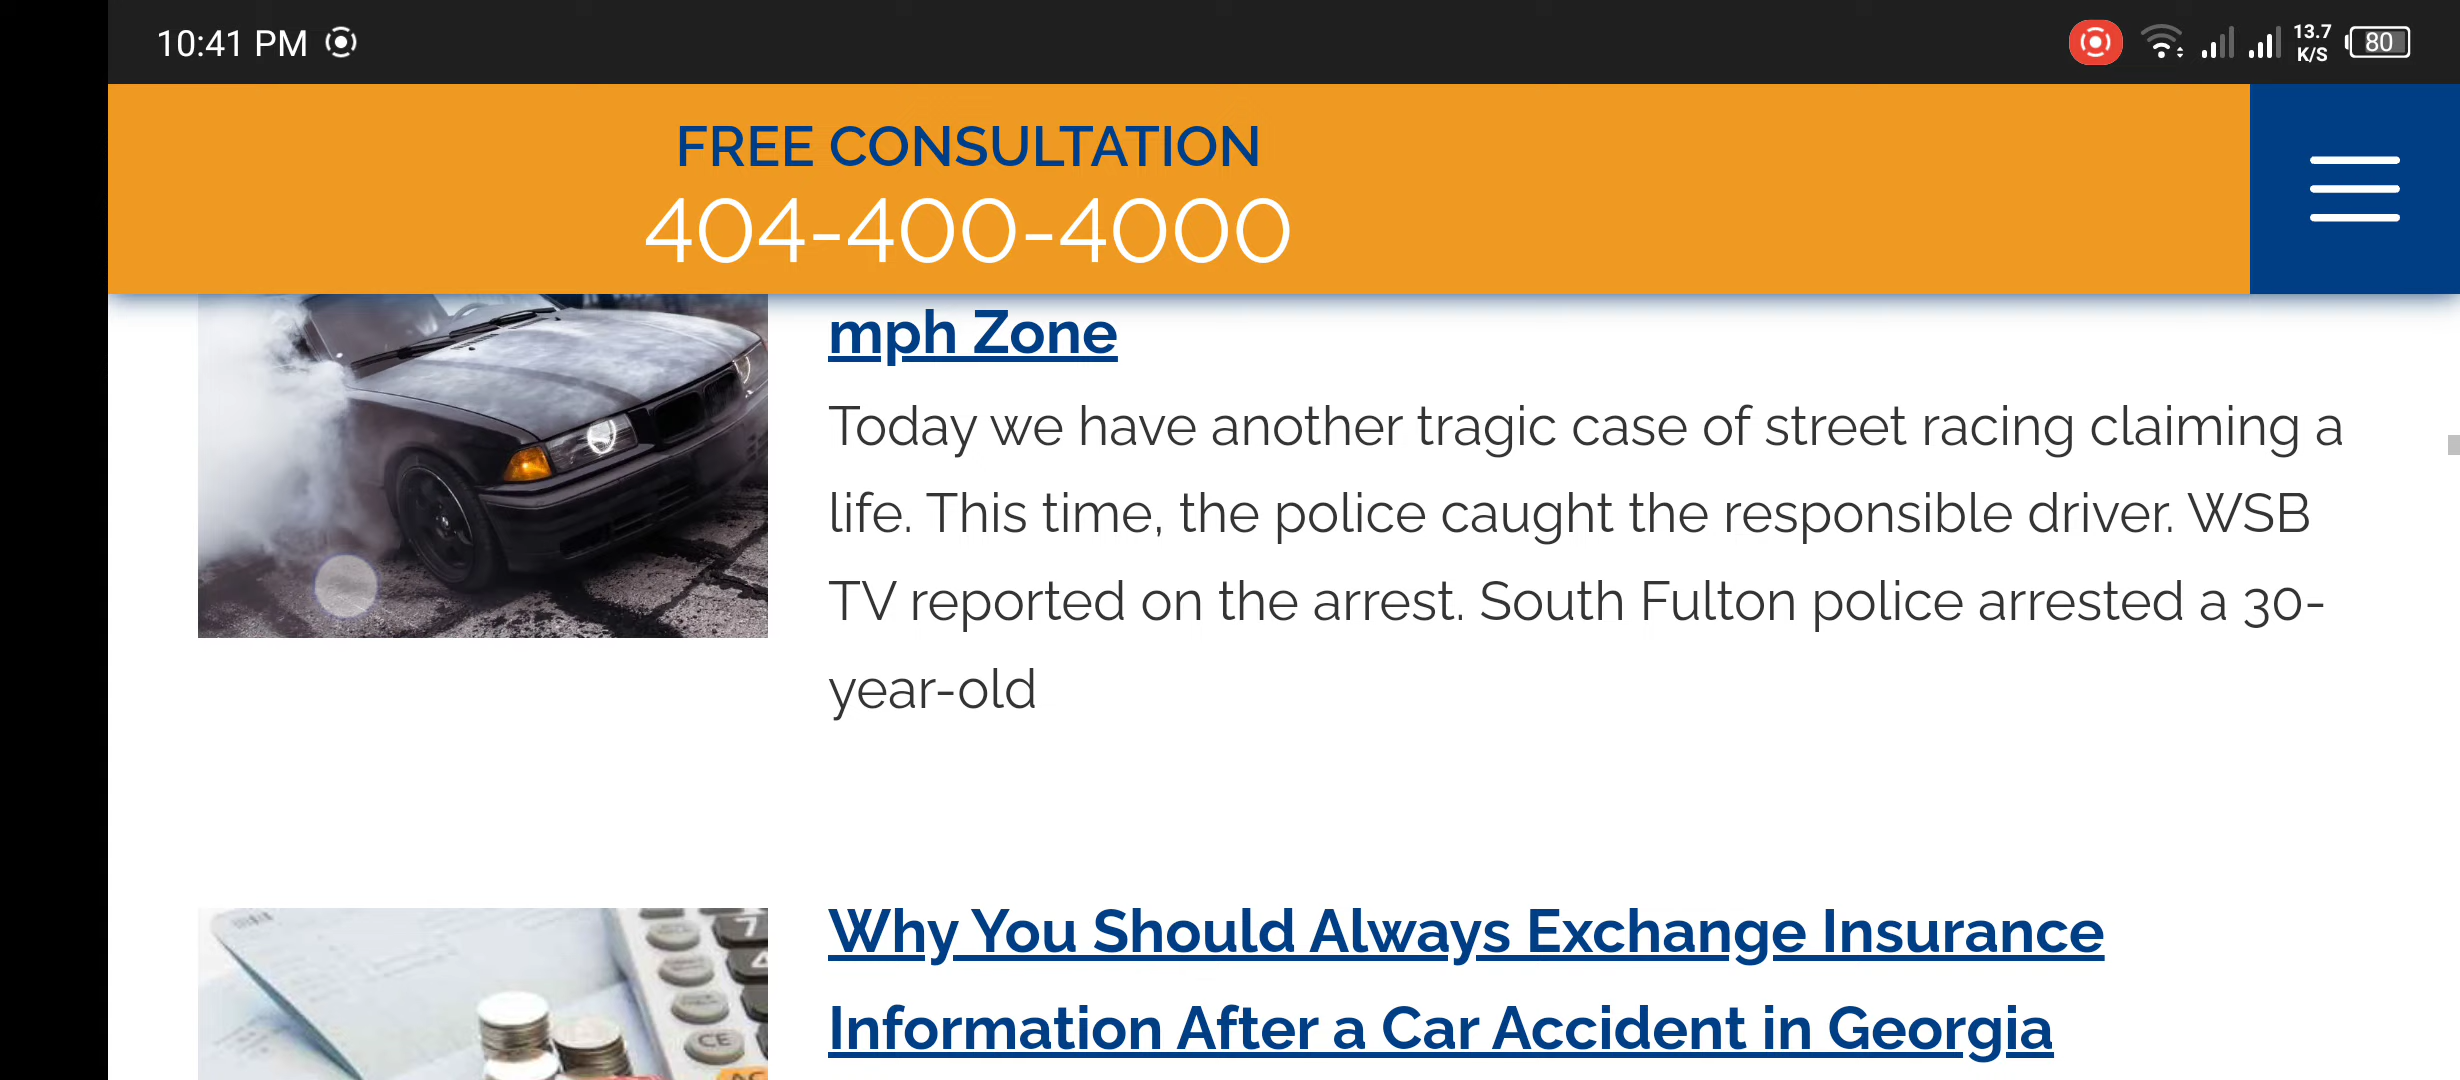 10:41 PM
13.7
K/S
80
FREE CONSULTATION
404-400-4000
mph Zone
Today we have another tragic case of street racing claiming a
life. This time, the police caught the responsible driver. WSB
TV reported on the arrest. South Fulton police arrested a 30-
year-old
Why You Should Always Exchange Insurance
Information After a Car Accident in Georgia
7
CE